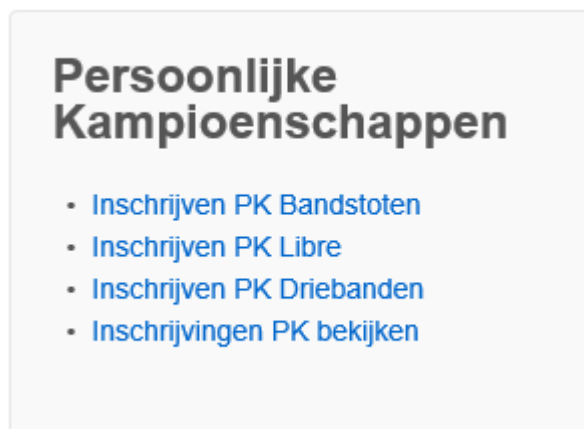 Persoonlijke
Kampioenschappen
• Inschrijven PK Bandstoten
• Inschrijven PK Libre
• Inschrijven PK Driebanden
• Inschrijvingen PK bekijken